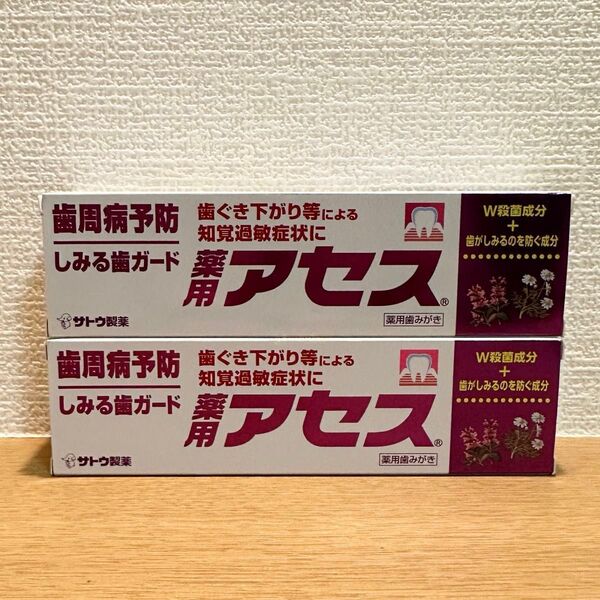 歯周病予防
しみる歯ガード
サトウ製薬
歯ぐき下がり等による
知覚過敏症状に
薬用
アセス®
薬用歯みがき
W殺菌成分
+
歯がしみるのを防ぐ成分
歯周病予防
しみる歯ガード
サトウ製薬
歯ぐき下がり等による
知覚過敏症状に
薬用
アセス®
薬用歯みがき
W殺菌成分
+
歯がしみるのを防ぐ成分